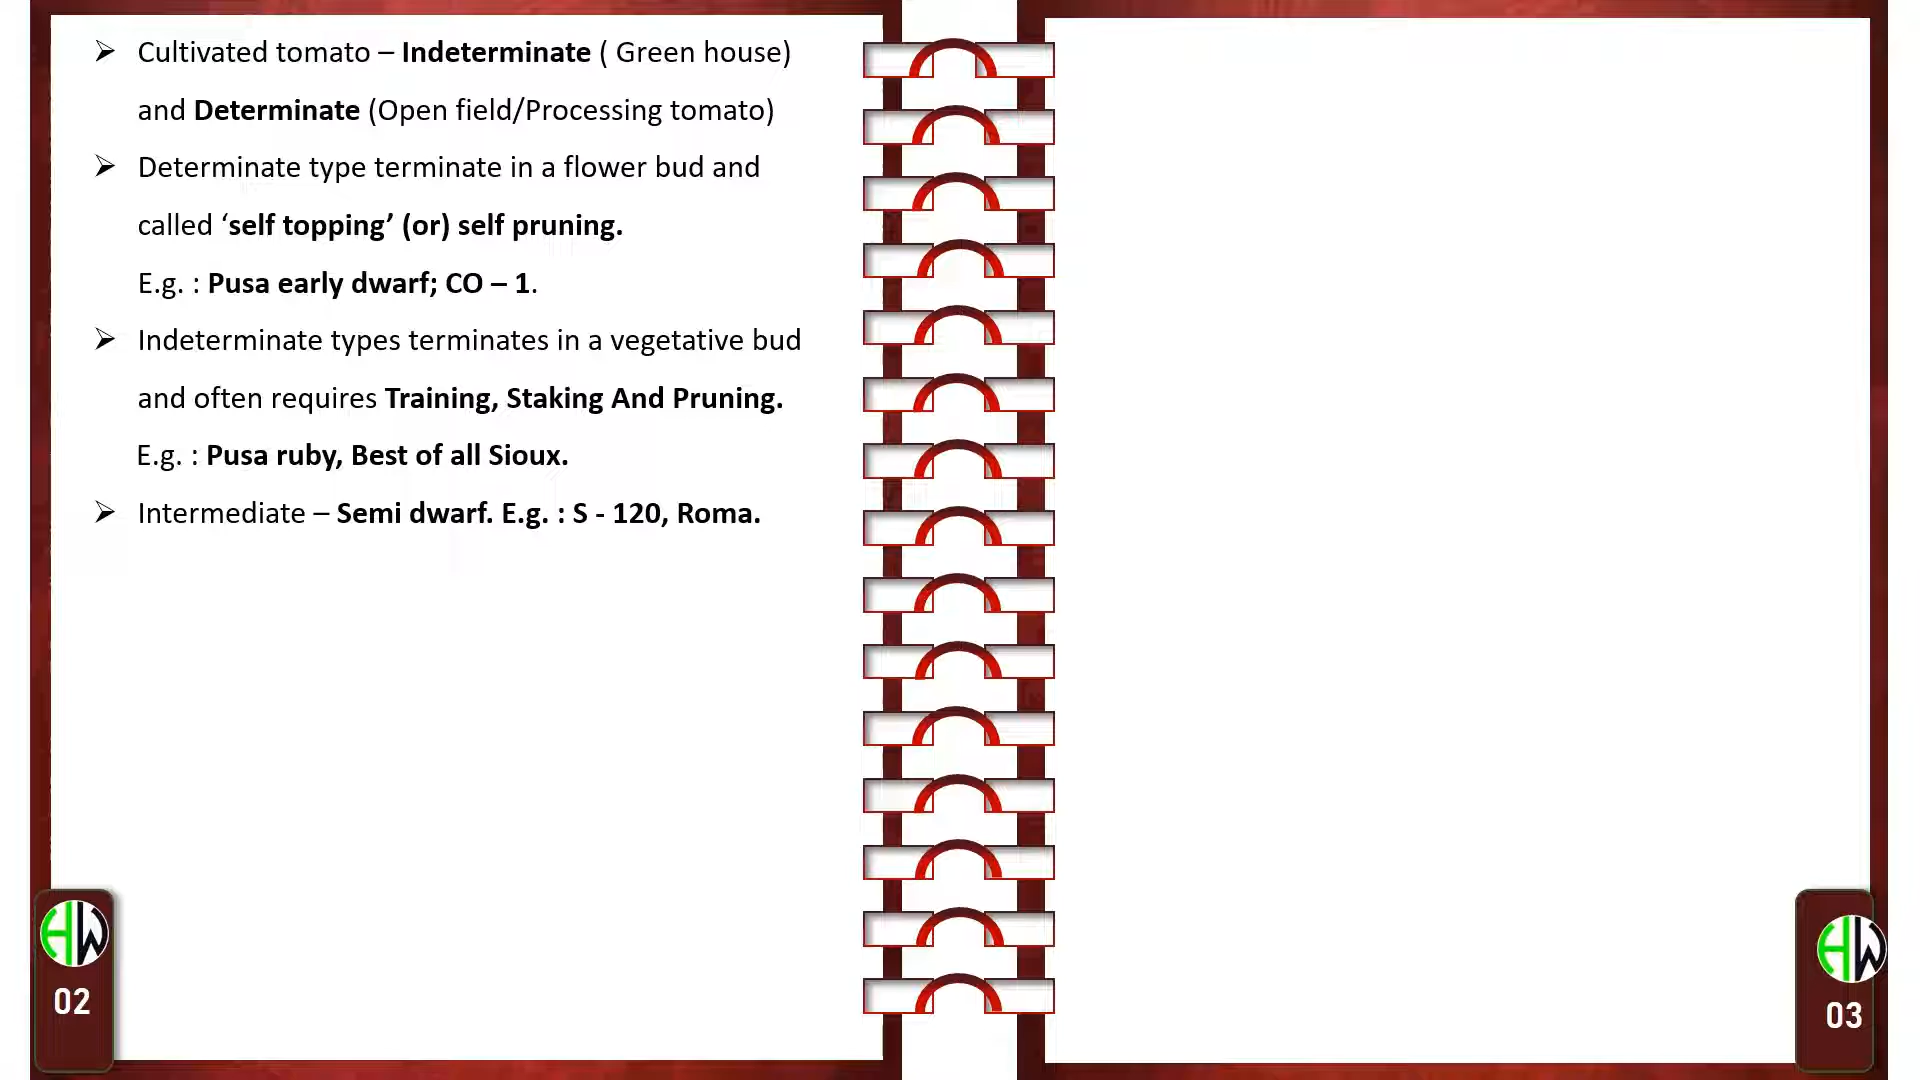 ➢ Cultivated tomato – Indeterminate ( Green house)
and Determinate (Open field/Processing tomato)
➢ Determinate type terminate in a flower bud and
called ‘self topping’ (or) self pruning.
E.g. : Pusa early dwarf; CO – 1.
➢ Indeterminate types terminates in a vegetative bud
and often requires Training, Staking And Pruning.
E.g. : Pusa ruby, Best of all Sioux.
➢ Intermediate – Semi dwarf. E.g. : S - 120, Roma.
HW
02
HW
03